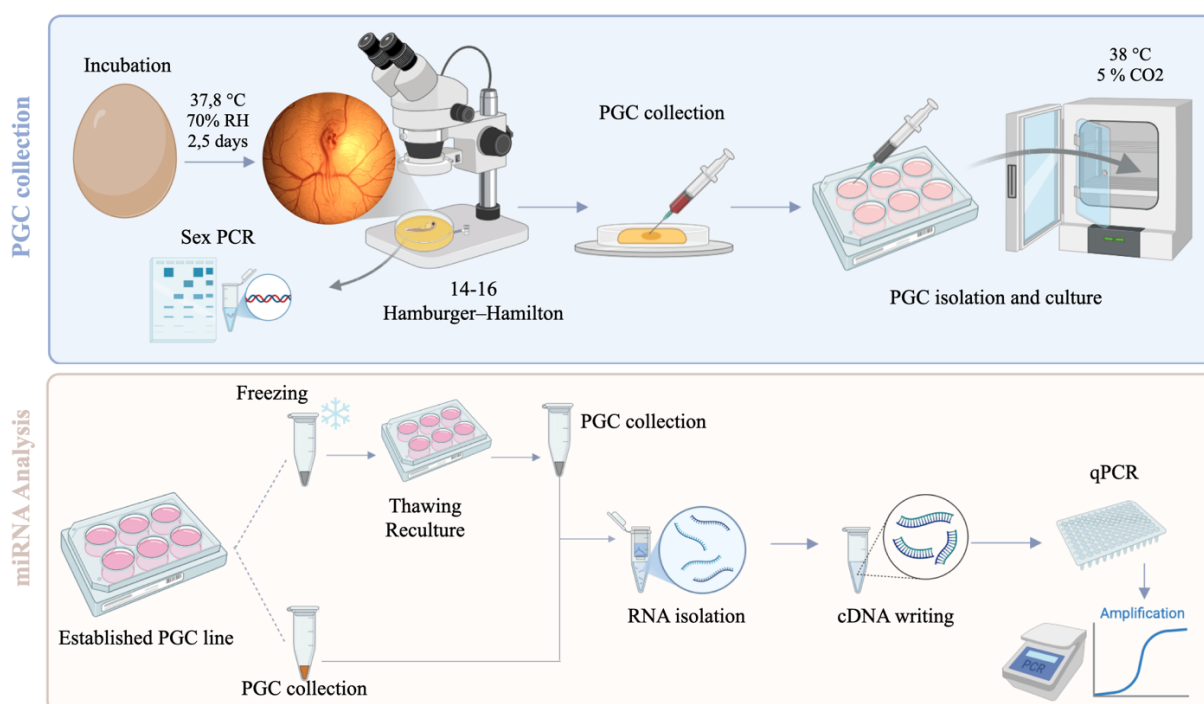 PGC collection
Incubation
37,8 °C
70% RH
2,5 days
Sex PCR
14-16
Hamburger–Hamilton
PGC collection
38 °C
5 % CO2
PGC isolation and culture
miRNA Analysis
Freezing
Thawing
Reculture
PGC collection
Established PGC line
PGC collection
RNA isolation
cDNA writing
qPCR
Amplification
PCR